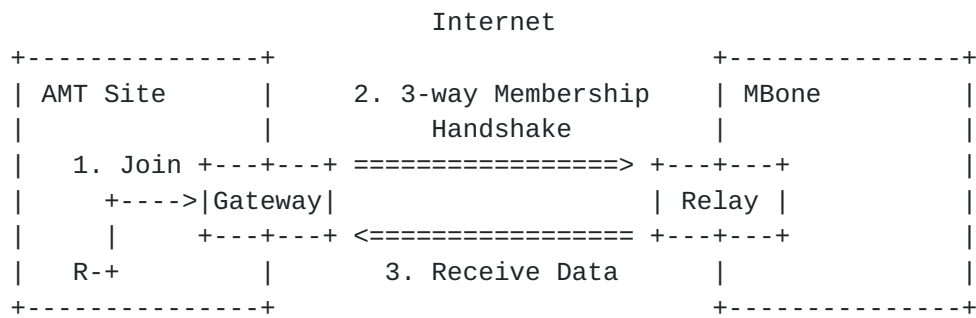 Internet
+---------------+ +---------------+
| AMT Site | 2. 3-way Membership | MBone |
| | Handshake | |
| 1. Join +---+---+ =================> +---+---+ |
| +---->|Gateway| | Relay | |
| | +---+---+ <================= +---+---+ |
| R-+ | 3. Receive Data | |
+---------------+ +---------------+